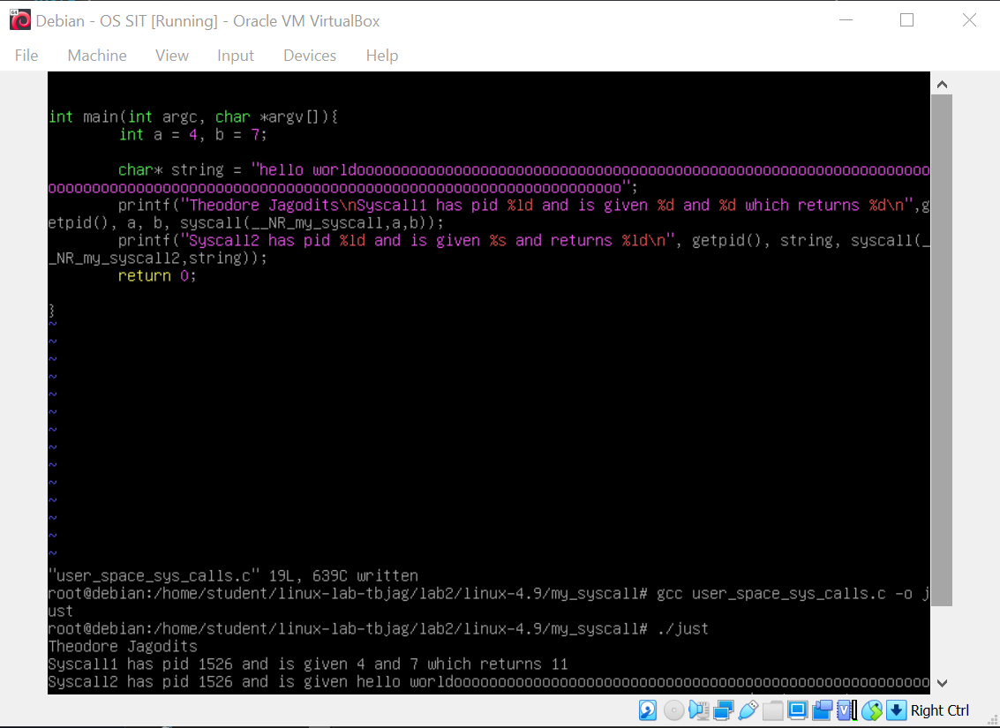 Debian - OS SIT [Running] - Oracle VM VirtualBox
File Machine View Input Devices Help
int main(int argc, char *argv[]){
int a = 4, b = 7;
char* string = "hello worldooooooooooooooooooooooooooooooooooooooooooooooooooooooooooooooooo
ooooooooooooooooooooooooooooooooooooooooooooooooooooooooooooooooo";
printf("Theodore Jagodits\nSyscall1 has pid %ld and is given %d and %d which returns %d\n",g
etpid(), a, b, syscall(__NR_my_syscall,a,b));
printf("Syscall2 has pid %ld and is given %s and returns %ld\n", getpid(), string, syscall(_
_NR_my_syscall2,string));
return 0;
}
~
~
~
~
~
~
~
~
~
~
~
~
~
~
"user_space_sys_calls.c" 19L, 639C written
root@debian:/home/student/linux-lab-tbjag/lab2/linux-4.9/my_syscall# gcc user_space_sys_calls.c -o j
ust
root@debian:/home/student/linux-lab-tbjag/lab2/linux-4.9/my_syscall# ./just
Theodore Jagodits
Syscall1 has pid 1526 and is given 4 and 7 which returns 11
Syscall2 has pid 1526 and is given hello worldoooooooooooooooooooooooooooooooooooooooooooooooooooooo
Right Ctrl